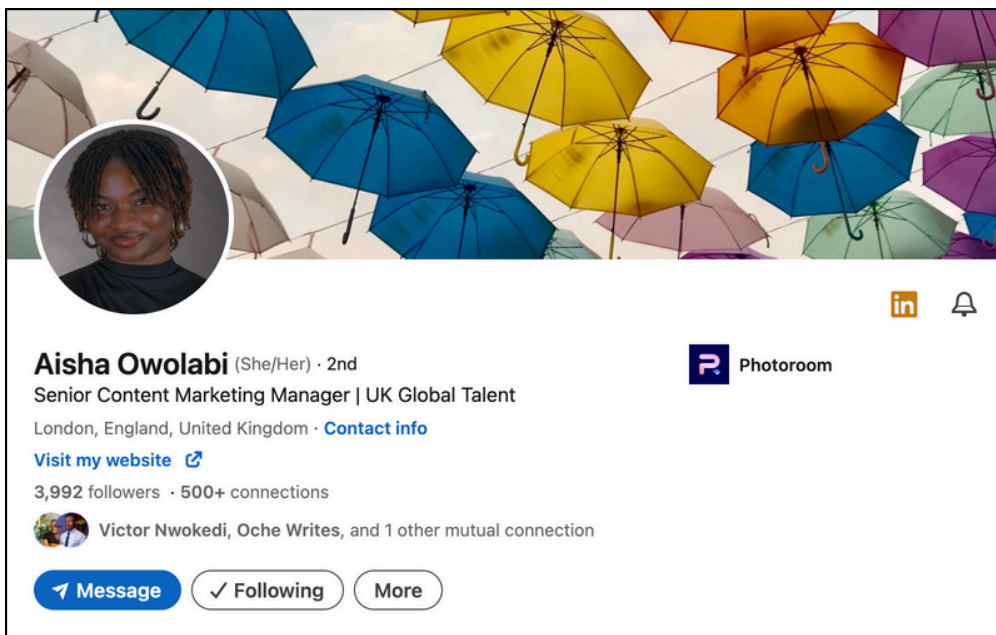 in
Aisha Owolabi (She/Her) · 2nd
Photoroom
Senior Content Marketing Manager | UK Global Talent
London, England, United Kingdom · Contact info
Visit my website
3,992 followers · 500+ connections
Victor Nwokedi, Oche Writes, and 1 other mutual connection
Message
Following
More